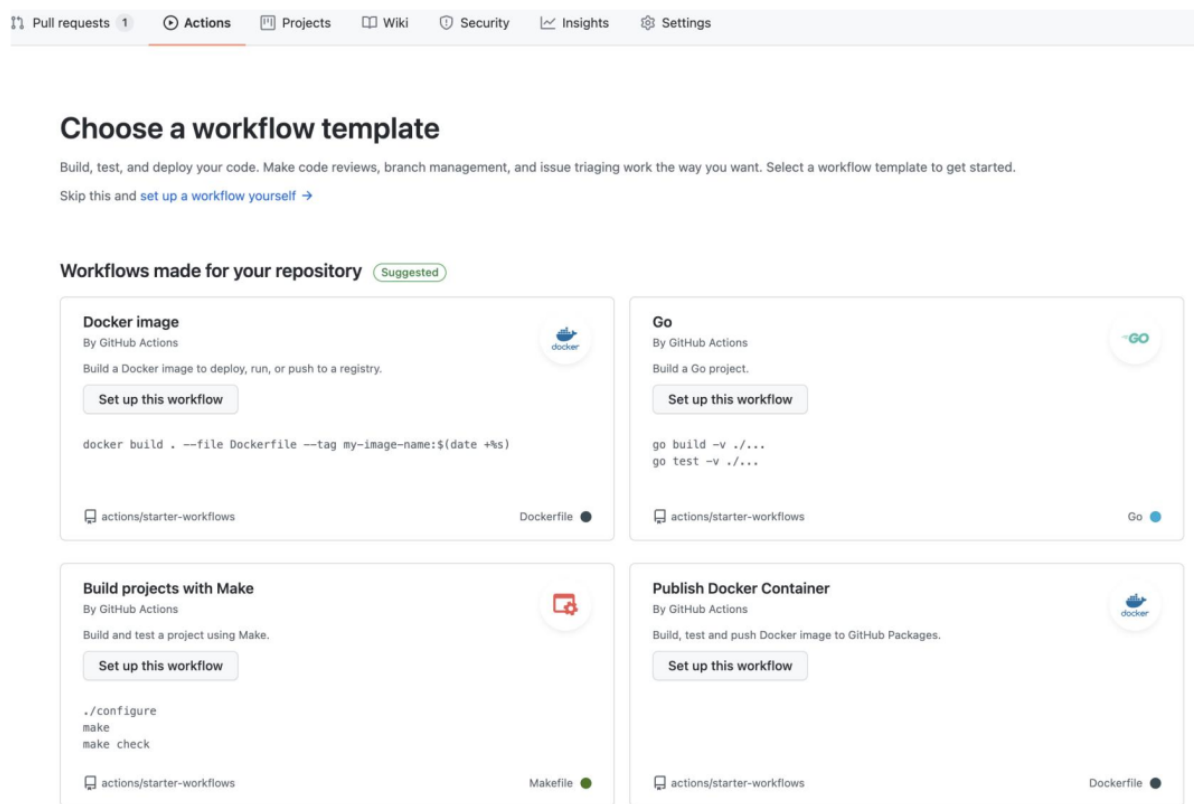 Pull requests 1 Actions Projects Wiki Security Insights Settings
Choose a workflow template
Build, test, and deploy your code. Make code reviews, branch management, and issue triaging work the way you want. Select a workflow template to get started.
Skip this and set up a workflow yourself →
Workflows made for your repository Suggested
Docker image
By GitHub Actions
docker
Build a Docker image to deploy, run, or push to a registry.
Set up this workflow
docker build . --file Dockerfile --tag my-image-name:$(date +%s)
actions/starter-workflows Dockerfile
Go
By GitHub Actions
GO
Build a Go project.
Set up this workflow
go build -v ./...
go test -v ./...
actions/starter-workflows Go
Build projects with Make
By GitHub Actions
Build and test a project using Make.
Set up this workflow
./configure
make
make check
actions/starter-workflows Makefile
Publish Docker Container
By GitHub Actions
docker
Build, test and push Docker image to GitHub Packages.
Set up this workflow
actions/starter-workflows Dockerfile